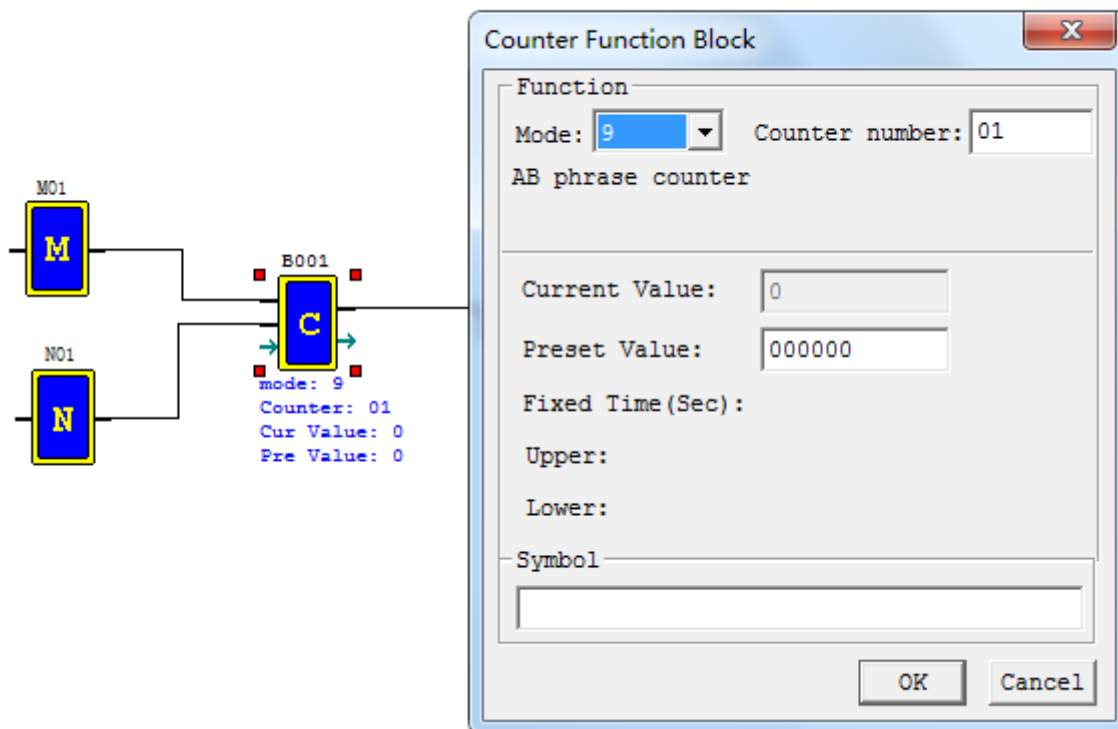 Counter Function Block
X
Function
Mode: 9 Counter number: 01
AB phrase counter
Current Value: 0
Preset Value: 000000
Fixed Time(Sec):
Upper:
Lower:
Symbol
OK Cancel
M01
M
B001
C
N01
N
mode: 9
Counter: 01
Cur Value: 0
Pre Value: 0